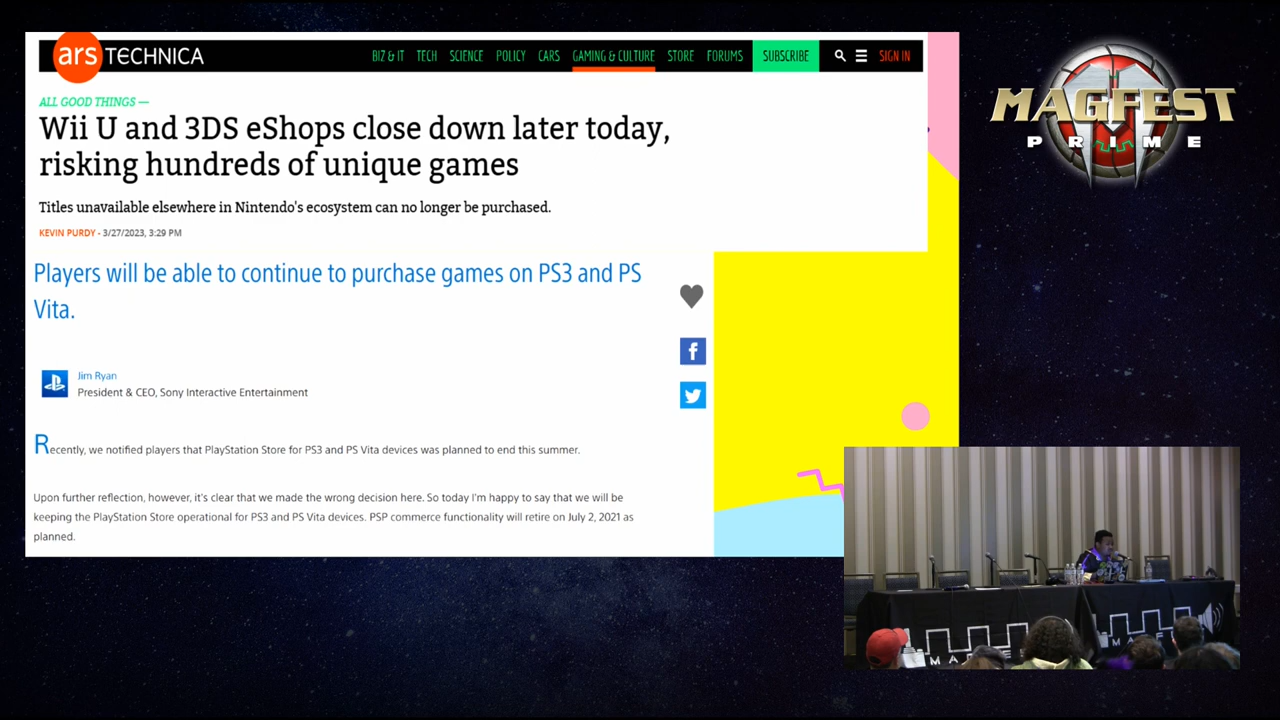 ars TECHNICA
BIZ & IT TECH SCIENCE POLICY CARS GAMING & CULTURE STORE FORUMS SUBSCRIBE SIGN IN
ALL GOOD THINGS —
Wii U and 3DS eShops close down later today,
risking hundreds of unique games
Titles unavailable elsewhere in Nintendo's ecosystem can no longer be purchased.
KEVIN PURDY - 3/27/2023, 3:29 PM
Players will be able to continue to purchase games on PS3 and PS
Vita.
Jim Ryan
President & CEO, Sony Interactive Entertainment
Recently, we notified players that PlayStation Store for PS3 and PS Vita devices was planned to end this summer.
Upon further reflection, however, it's clear that we made the wrong decision here. So today I'm happy to say that we will be
keeping the PlayStation Store operational for PS3 and PS Vita devices. PSP commerce functionality will retire on July 2, 2021 as
planned.
MAGFEST
PRIME